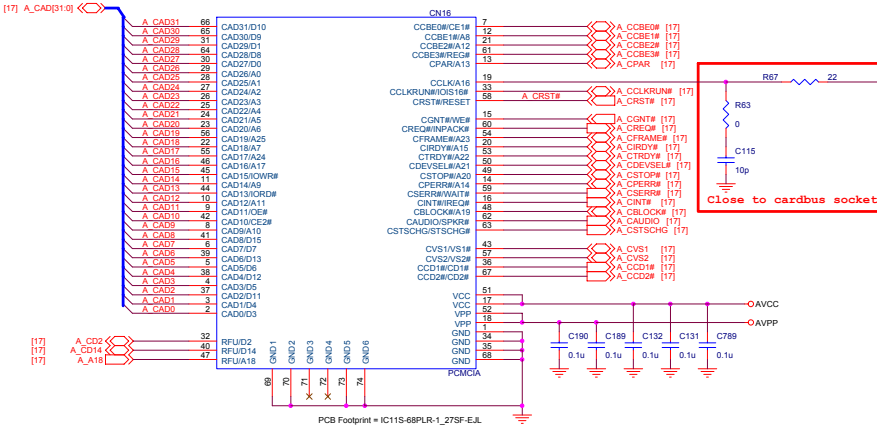 [17] A_CAD[31:0]
CN16
A_CAD31 66 CAD31/D10
A_CAD30 65 CAD30/D9
A_CAD29 31 CAD29/D1
A_CAD28 64 CAD28/D8
A_CAD27 30 CAD27/D0
A_CAD26 29 CAD26/A0
A_CAD25 28 CAD25/A1
A_CAD24 27 CAD24/A2
A_CAD23 26 CAD23/A3
A_CAD22 25 CAD22/A4
A_CAD21 24 CAD21/A5
A_CAD20 23 CAD20/A6
A_CAD19 56 CAD19/A25
A_CAD18 22 CAD18/A7
A_CAD17 55 CAD17/A24
A_CAD16 46 CAD16/A17
A_CAD15 45 CAD15/IOWR#
A_CAD14 11 CAD14/A9
A_CAD13 44 CAD13/IORD#
A_CAD12 10 CAD12/A11
A_CAD11 9 CAD11/OE#
A_CAD10 42 CAD10/CE2#
A_CAD9 8 CAD9/A10
A_CAD8 41 CAD8/D15
A_CAD7 6 CAD7/D7
A_CAD6 39 CAD6/D13
A_CAD5 5 CAD5/D6
A_CAD4 38 CAD4/D12
A_CAD3 4 CAD3/D5
A_CAD2 37 CAD2/D11
A_CAD1 3 CAD1/D4
A_CAD0 2 CAD0/D3
[17] A_CD2 32 RFU/D2
[17] A_CD14 40 RFU/D14
[17] A_A18 47 RFU/A18
CCBE0#/CE1# 7 A_CCBE0# [17]
CCBE1#/A8 12 A_CCBE1# [17]
CCBE2#/A12 21 A_CCBE2# [17]
CCBE3#/REG# 61 A_CCBE3# [17]
CPAR/A13 13 A_CPAR [17]
CCLK/A16 19
CCLKRUN#/IOIS16# 33 A_CCLKRUN# [17]
CRST#/RESET 58 A_CRST# A_CRST# [17]
CGNT#/WE# 15 A_CGNT# [17]
CREQ#/INPACK# 60 A_CREQ# [17]
CFRAME#/A23 54 A_CFRAME# [17]
CIRDY#/A15 20 A_CIRDY# [17]
CTRDY#/A22 53 A_CTRDY# [17]
CDEVSEL#/A21 50 A_CDEVSEL# [17]
CSTOP#/A20 49 A_CSTOP# [17]
CPERR#/A14 14 A_CPERR# [17]
CSERR#/WAIT# 59 A_CSERR# [17]
CINT#/IREQ# 16 A_CINT# [17]
CBLOCK#/A19 48 A_CBLOCK# [17]
CAUDIO/SPKR# 62 A_CAUDIO [17]
CSTSCHG/STSCHG# 63 A_CSTSCHG [17]
CVS1/VS1# 43 A_CVS1 [17]
CVS2/VS2# 57 A_CVS2 [17]
CCD1#/CD1# 36 A_CCD1# [17]
CCD2#/CD2# 67 A_CCD2# [17]
VCC 51
VCC 17
VPP 52
VPP 18
GND 1
GND 34
GND 35
GND 68
PCMCIA
GND1 GND2 GND3 GND4 GND5 GND6
69 70 71 72 73 74
PCB Footprint = IC11S-68PLR-1_27SF-EJL
AVCC
AVPP
C190 C189 C132 C131 C789
0.1u 0.1u 0.1u 0.1u 0.1u
R67 22
R63
0
C115
10p
Close to cardbus socket